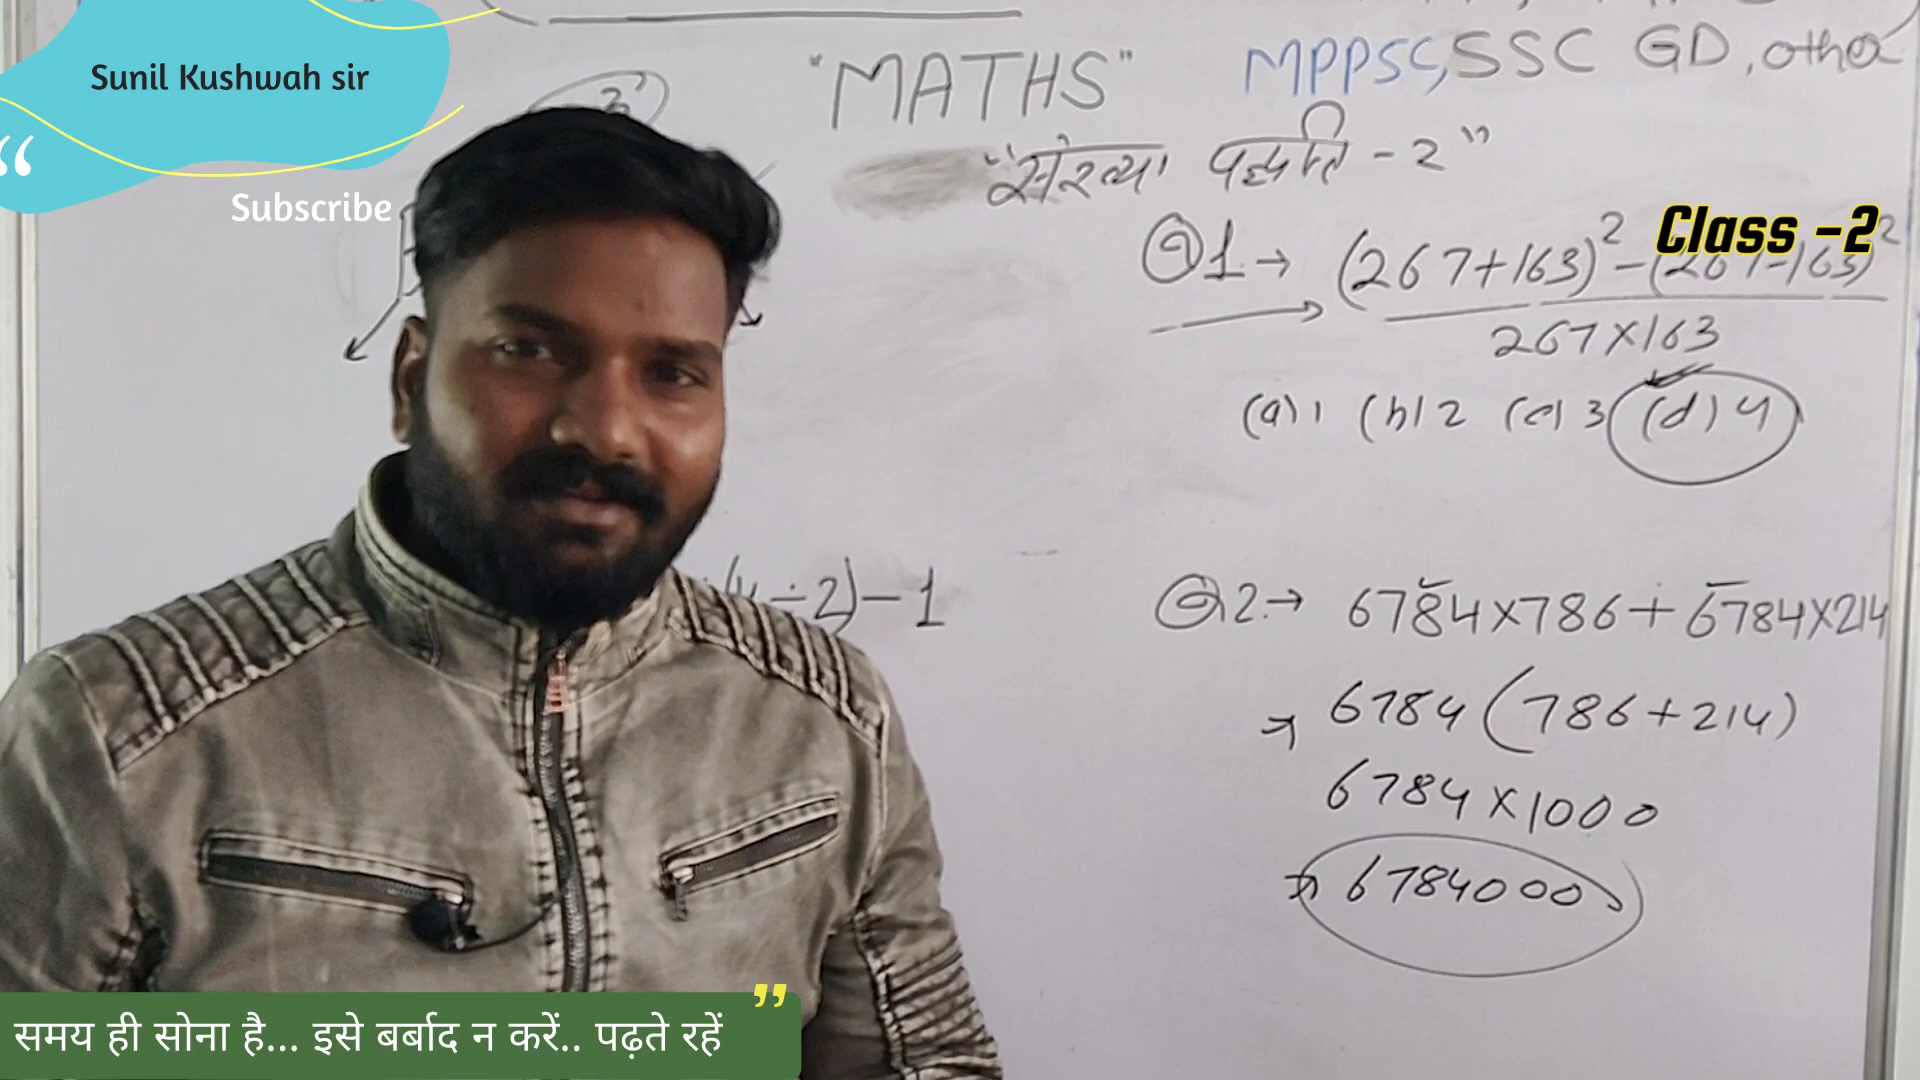 Sunil Kushwah sir
“
Subscribe
"MATHS"
MPPSC, SSC GD, other
"संख्या पद्धति - 2"
Class -2
Q1→ (267+163)² - (267-163)²
267×163
(a) 1 (b) 2 (c) 3 (d) 4
(4÷2)-1
Q2.→ 6784×786+6784×214
6784 (786+214)
6784×1000
6784000
”
समय ही सोना है... इसे बर्बाद न करें.. पढ़ते रहें